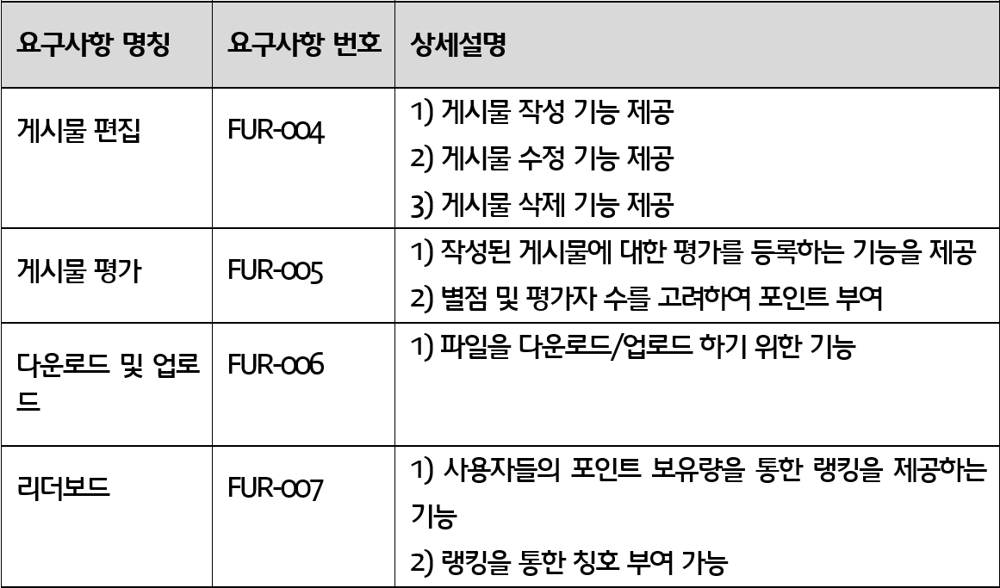 요구사항 명칭 요구사항 번호 상세설명
게시물 편집 FUR-004
1) 게시물 작성 기능 제공
2) 게시물 수정 기능 제공
3) 게시물 삭제 기능 제공
게시물 평가 FUR-005
1) 작성된 게시물에 대한 평가를 등록하는 기능을 제공
2) 별점 및 평가자 수를 고려하여 포인트 부여
다운로드 및 업로
드
FUR-006
1) 파일을 다운로드/업로드 하기 위한 기능
리더보드 FUR-007
1) 사용자들의 포인트 보유량을 통한 랭킹을 제공하는
기능
2) 랭킹을 통한 칭호 부여 가능